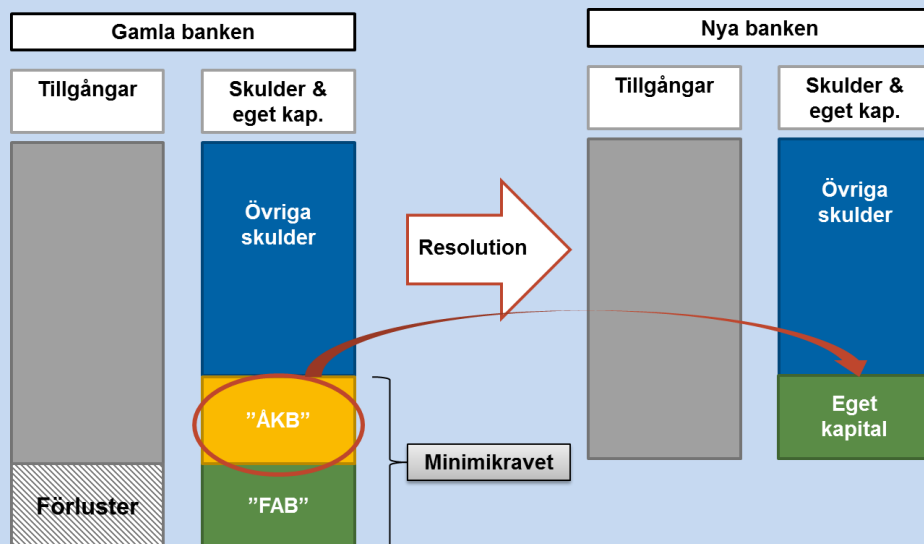 Gamla banken
Nya banken
Tillgångar
Skulder &
eget kap.
Tillgångar
Skulder &
eget kap.
Övriga
skulder
Resolution
Övriga
skulder
”ÅKB”
Eget
kapital
Minimikravet
Förluster
”FAB”